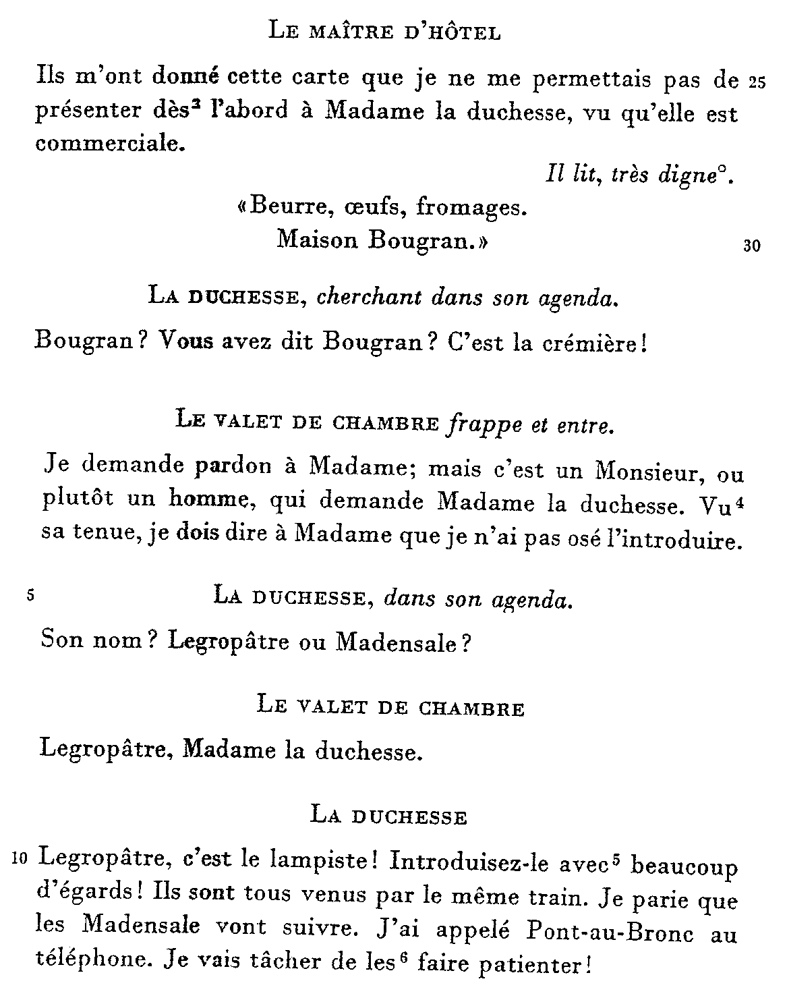 LE MAÎTRE D'HÔTEL
Ils m'ont donné cette carte que je ne me permettais pas de 25
présenter dès³ l'abord à Madame la duchesse, vu qu'elle est
commerciale.
Il lit, très digne°.
«Beurre, œufs, fromages.
Maison Bougran.» 30
LA DUCHESSE, cherchant dans son agenda.
Bougran? Vous avez dit Bougran? C'est la crémière!
LE VALET DE CHAMBRE frappe et entre.
Je demande pardon à Madame; mais c'est un Monsieur, ou
plutôt un homme, qui demande Madame la duchesse. Vu⁴
sa tenue, je dois dire à Madame que je n'ai pas osé l'introduire.
5 LA DUCHESSE, dans son agenda.
Son nom? Legropâtre ou Madensale?
LE VALET DE CHAMBRE
Legropâtre, Madame la duchesse.
LA DUCHESSE
10 Legropâtre, c'est le lampiste! Introduisez-le avec⁵ beaucoup
d'égards! Ils sont tous venus par le même train. Je parie que
les Madensale vont suivre. J'ai appelé Pont-au-Bronc au
téléphone. Je vais tâcher de les⁶ faire patienter!